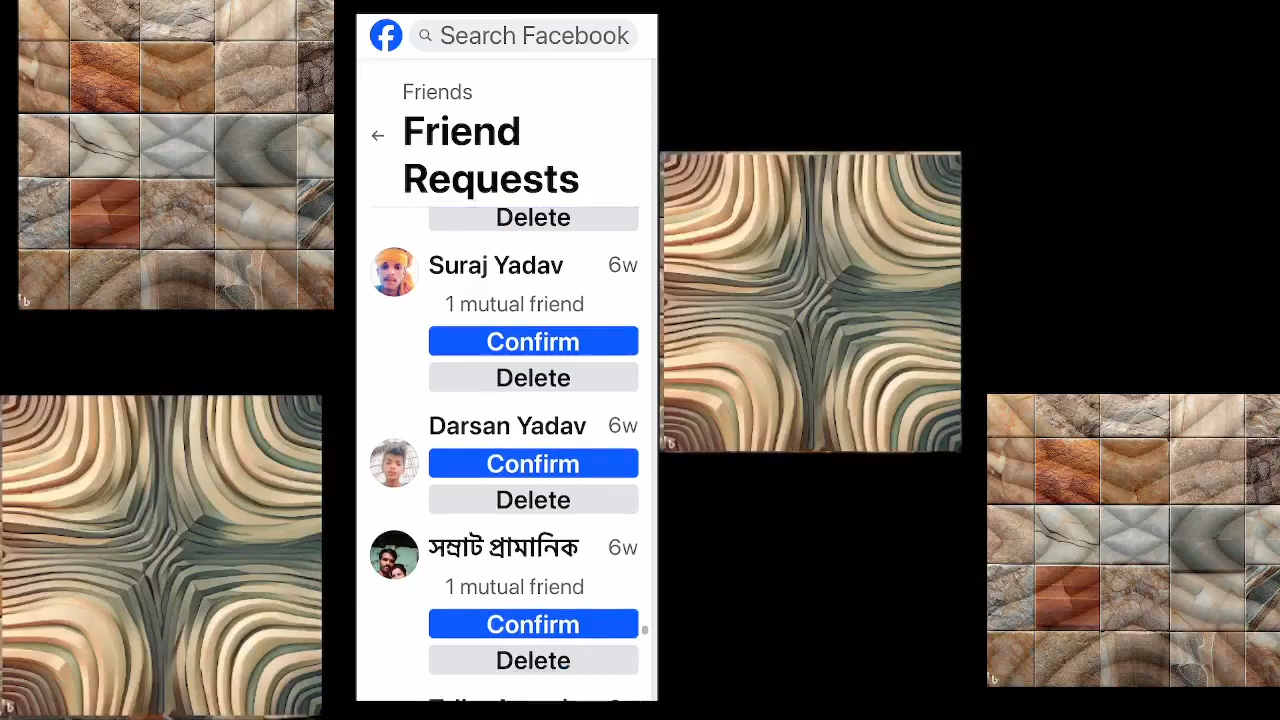 Search Facebook
Friends
Friend
Requests
Delete
Suraj Yadav 6w
1 mutual friend
Confirm
Delete
Darsan Yadav 6w
Confirm
Delete
সম্রাট প্রামানিক 6w
1 mutual friend
Confirm
Delete